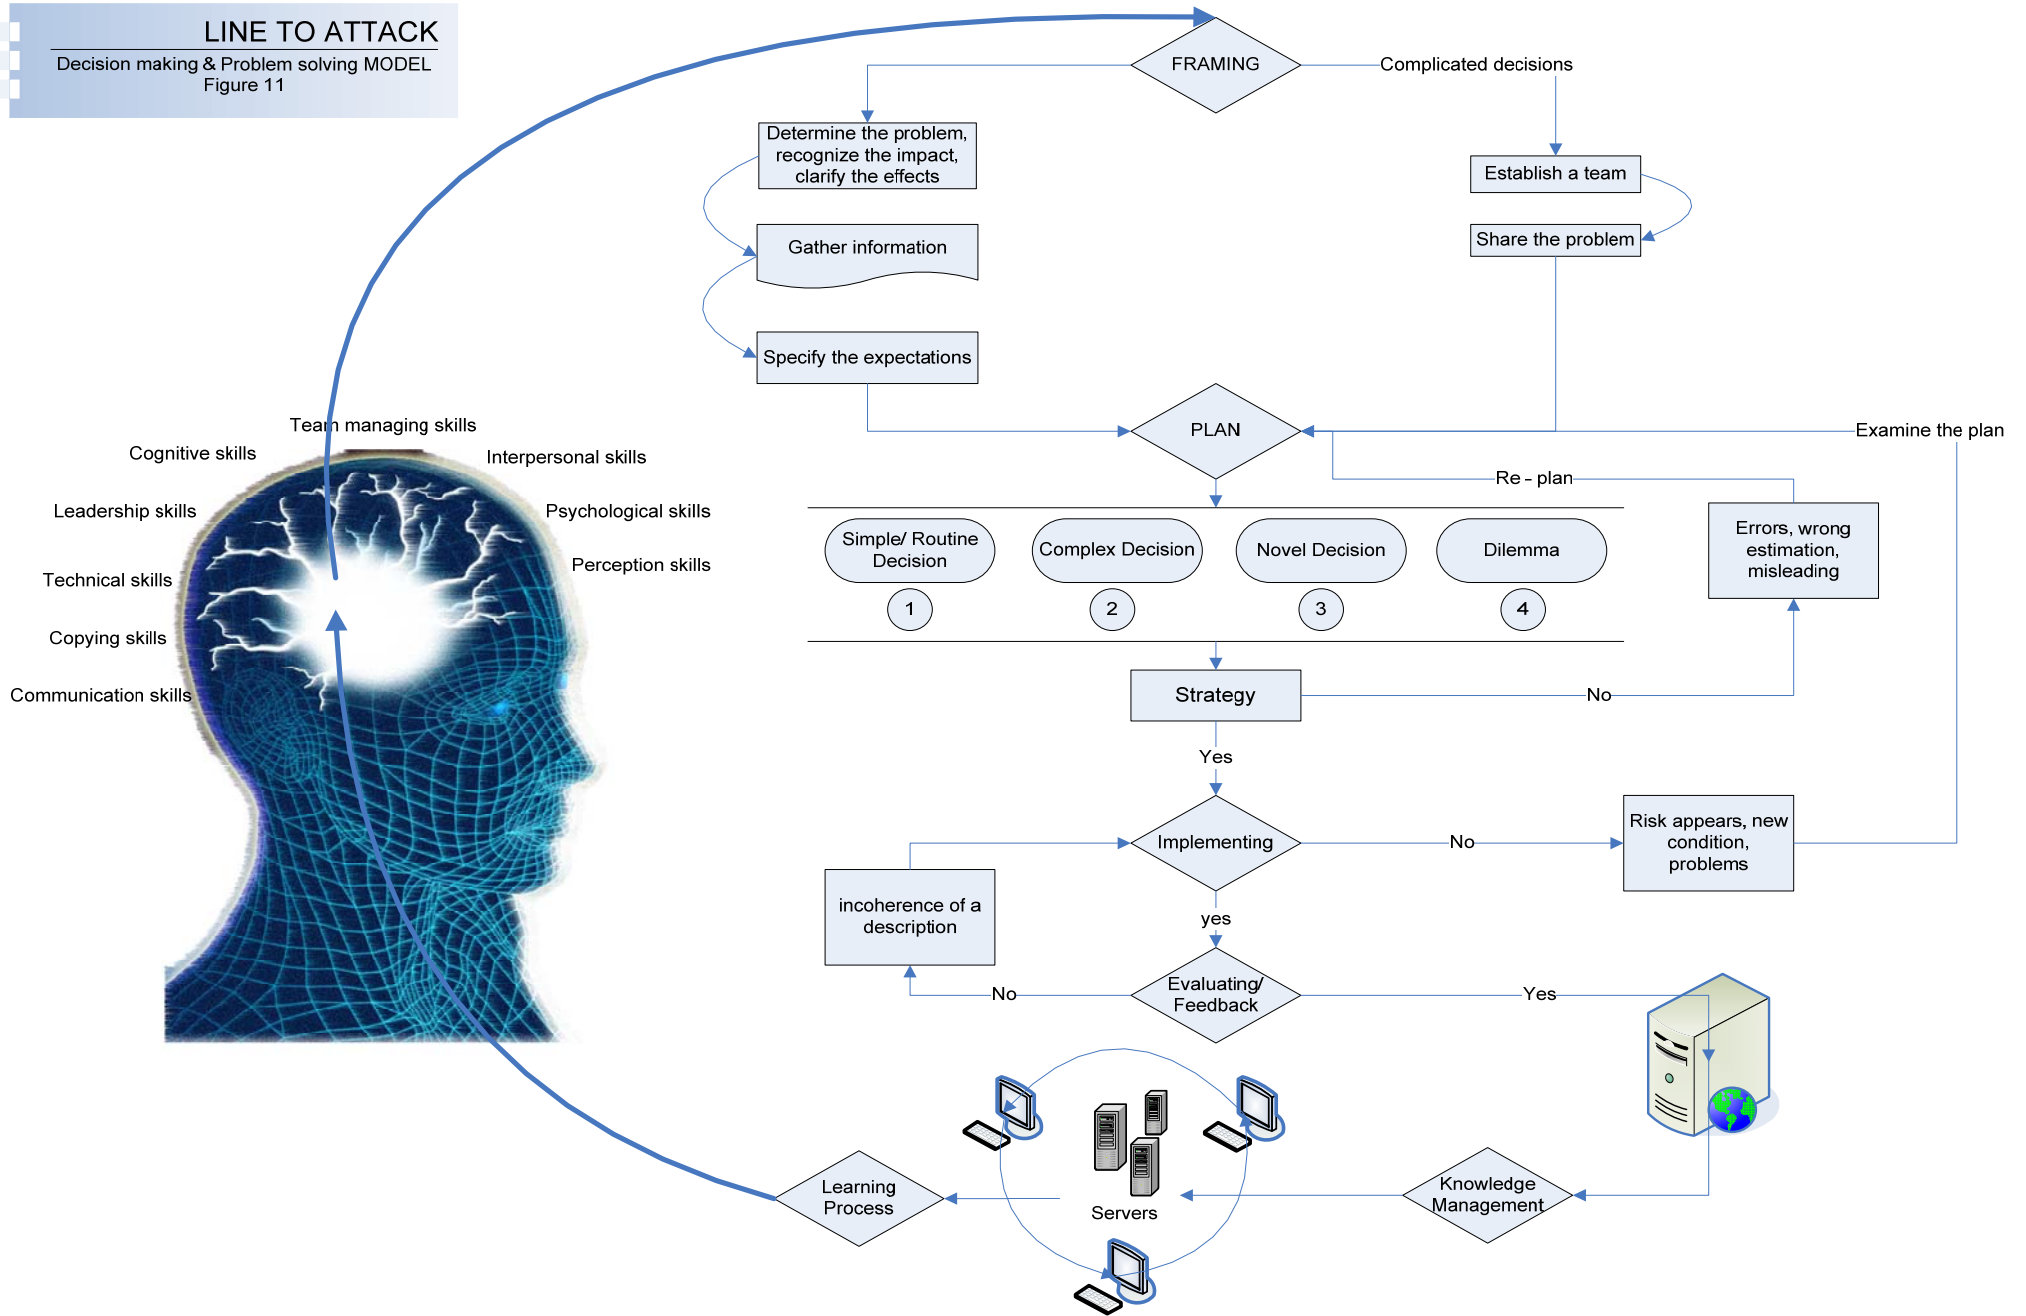 LINE TO ATTACK
Decision making & Problem solving MODEL
Figure 11
FRAMING
Complicated decisions
Determine the problem,
recognize the impact,
clarify the effects
Establish a team
Gather information
Share the problem
Specify the expectations
PLAN
Examine the plan
Re - plan
Team managing skills
Cognitive skills
Interpersonal skills
Leadership skills
Psychological skills
Technical skills
Perception skills
Copying skills
Communication skills
Simple/ Routine
Decision
Complex Decision
Novel Decision
Dilemma
1
2
3
4
Errors, wrong
estimation,
misleading
Strategy
No
Yes
Implementing
No
Risk appears, new
condition,
problems
incoherence of a
description
yes
Evaluating/
Feedback
No
Yes
Knowledge
Management
Servers
Learning
Process